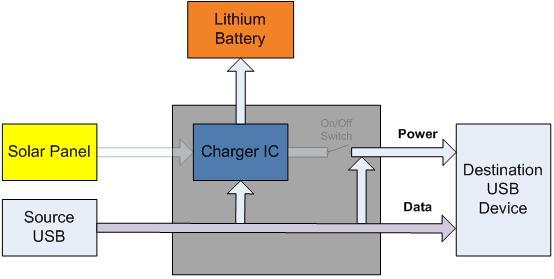 Lithium
Battery
On/Off
Switch
Power
Solar Panel
Charger IC
Destination
USB
Device
Source
USB
Data